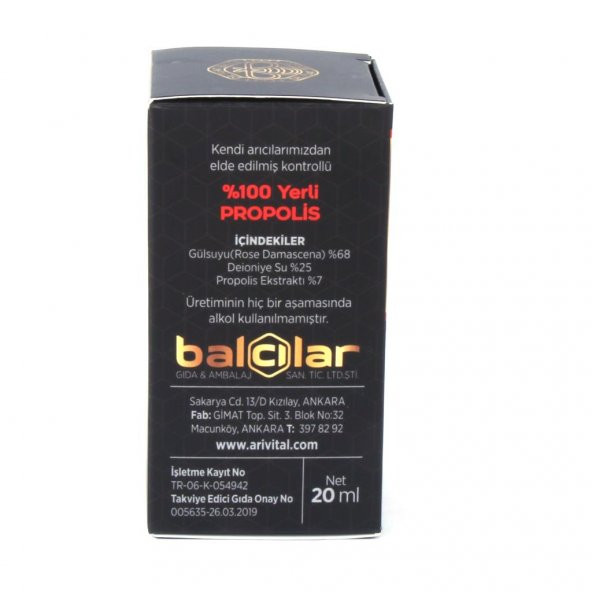 Kendi arıcılarımızdan
elde edilmiş kontrollü
%100 Yerli
PROPOLİS
İÇİNDEKİLER
Gülsuyu(Rose Damascena) %68
Deioniye Su %25
Propolis Ekstraktı %7
Üretiminin hiç bir aşamasında
alkol kullanılmamıştır.
balcılar
GIDA & AMBALAJ SAN. TİC. LTD.ŞTİ.
Sakarya Cd. 13/D Kızılay, ANKARA
Fab: GİMAT Top. Sit. 3. Blok No:32
Macunköy, ANKARA T: 397 82 92
www.arivital.com
İşletme Kayıt No
TR-06-K-054942
Takviye Edici Gıda Onay No
005635-26.03.2019
Net
20 ml